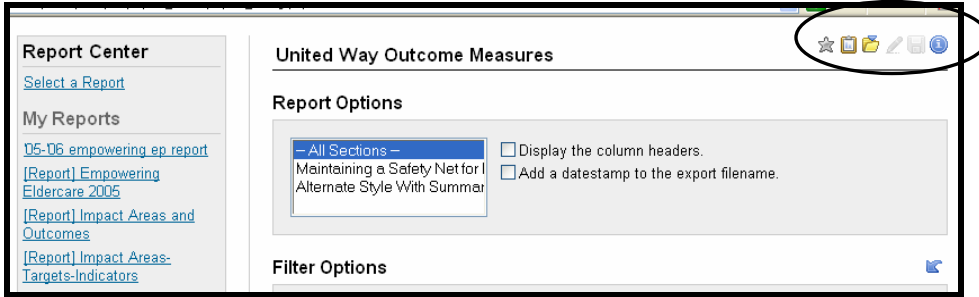 Report Center
Select a Report
My Reports
'05-'06 empowering ep report
[Report] Empowering
Eldercare 2005
[Report] Impact Areas and
Outcomes
[Report] Impact Areas-
Targets-Indicators
United Way Outcome Measures
Report Options
-- All Sections --
Maintaining a Safety Net for
Alternate Style With Summar
Display the column headers.
Add a datestamp to the export filename.
Filter Options